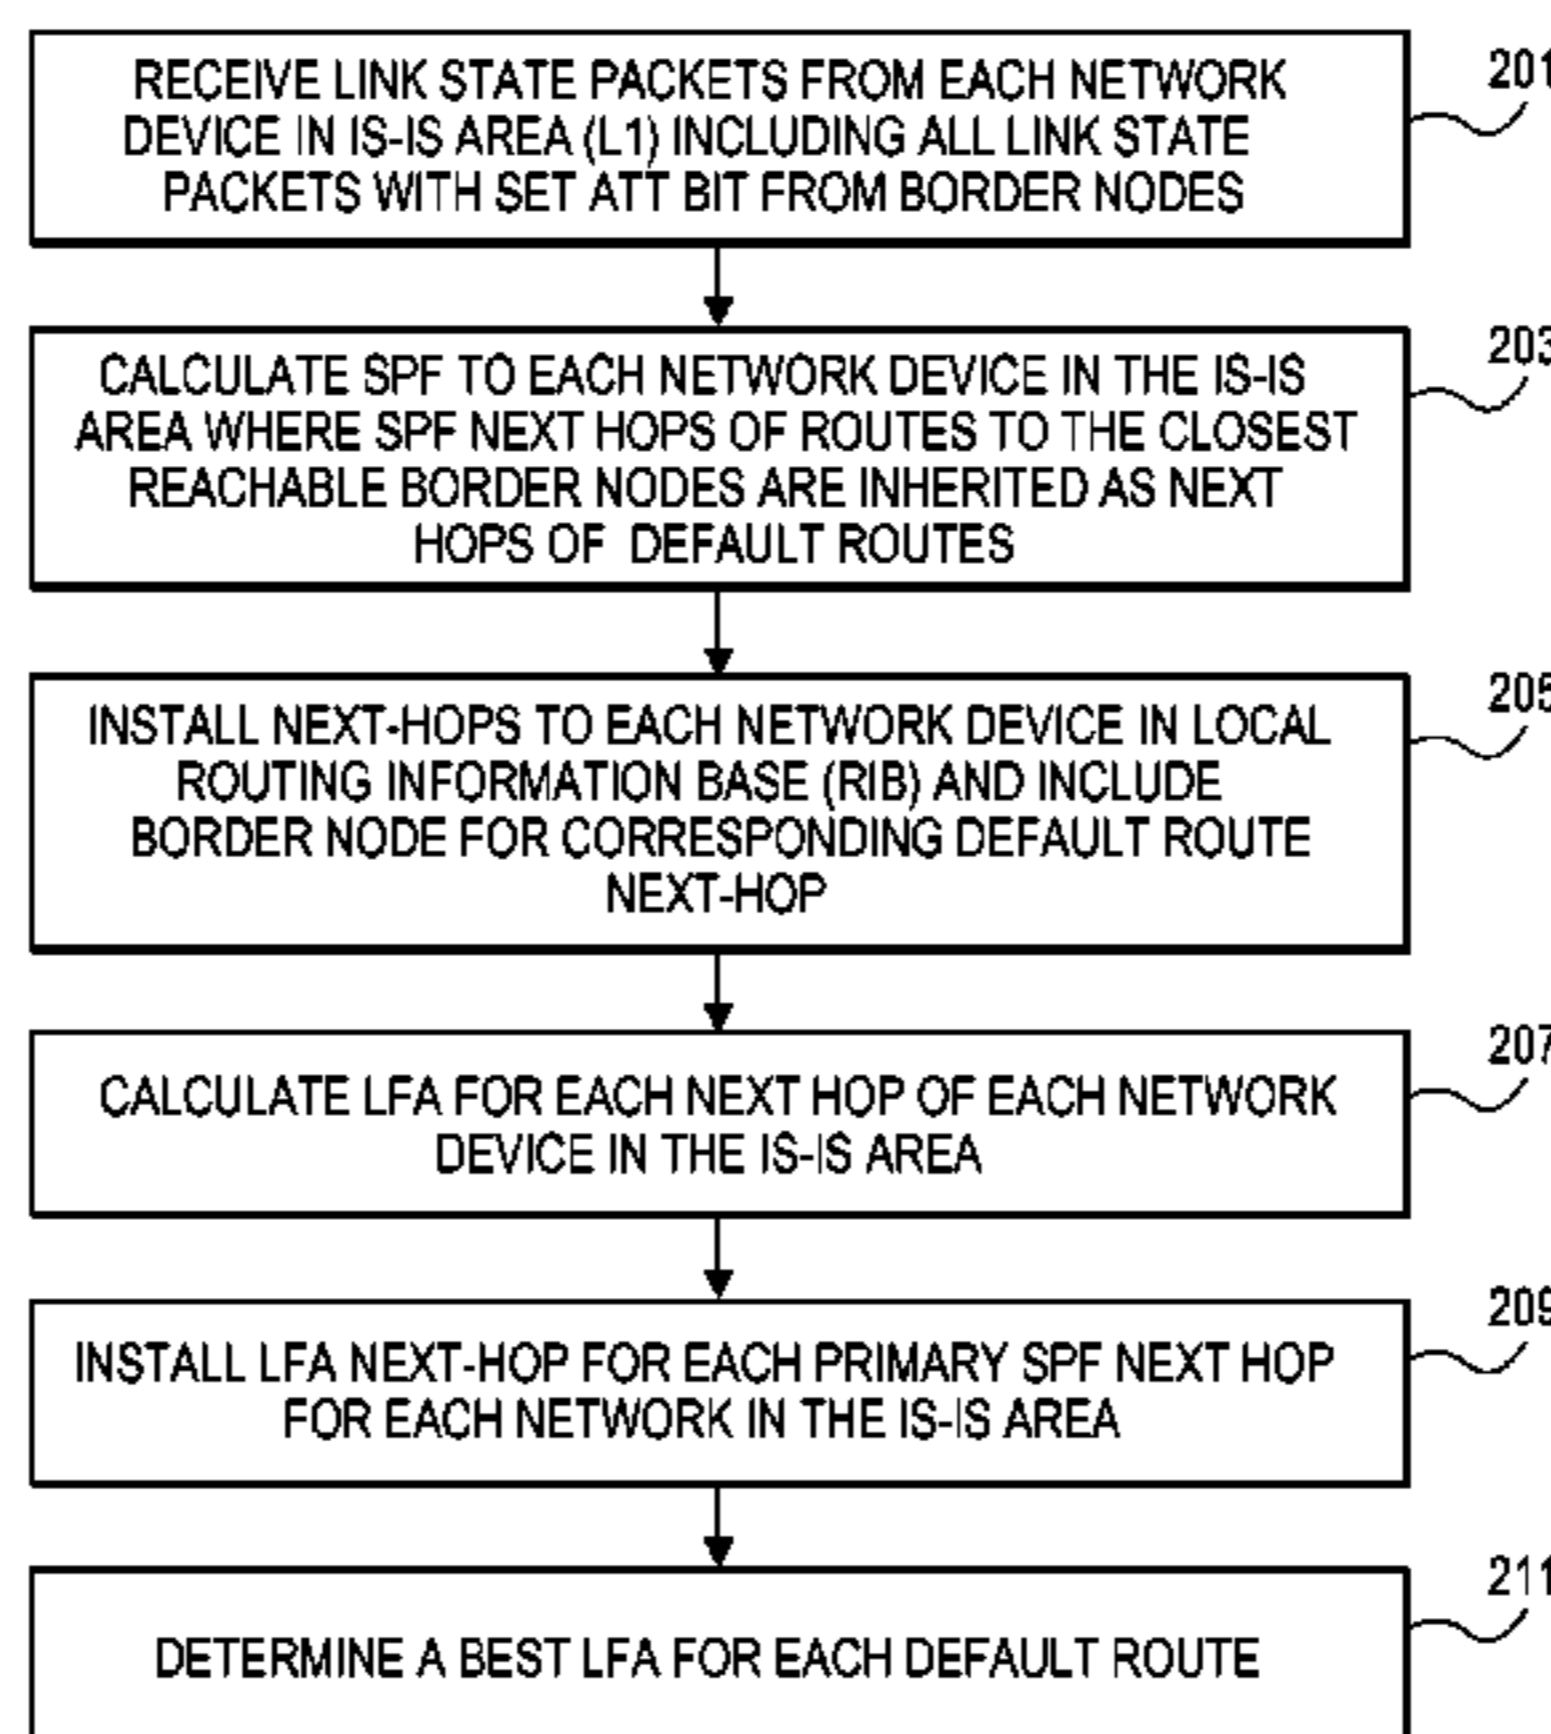 RECEIVE LINK STATE PACKETS FROM EACH NETWORK
DEVICE IN IS-IS AREA (L1) INCLUDING ALL LINK STATE
PACKETS WITH SET ATT BIT FROM BORDER NODES
201
CALCULATE SPF TO EACH NETWORK DEVICE IN THE IS-IS
AREA WHERE SPF NEXT HOPS OF ROUTES TO THE CLOSEST
REACHABLE BORDER NODES ARE INHERITED AS NEXT
HOPS OF DEFAULT ROUTES
203
INSTALL NEXT-HOPS TO EACH NETWORK DEVICE IN LOCAL
ROUTING INFORMATION BASE (RIB) AND INCLUDE
BORDER NODE FOR CORRESPONDING DEFAULT ROUTE
NEXT-HOP
205
CALCULATE LFA FOR EACH NEXT HOP OF EACH NETWORK
DEVICE IN THE IS-IS AREA
207
INSTALL LFA NEXT-HOP FOR EACH PRIMARY SPF NEXT HOP
FOR EACH NETWORK IN THE IS-IS AREA
209
DETERMINE A BEST LFA FOR EACH DEFAULT ROUTE
211